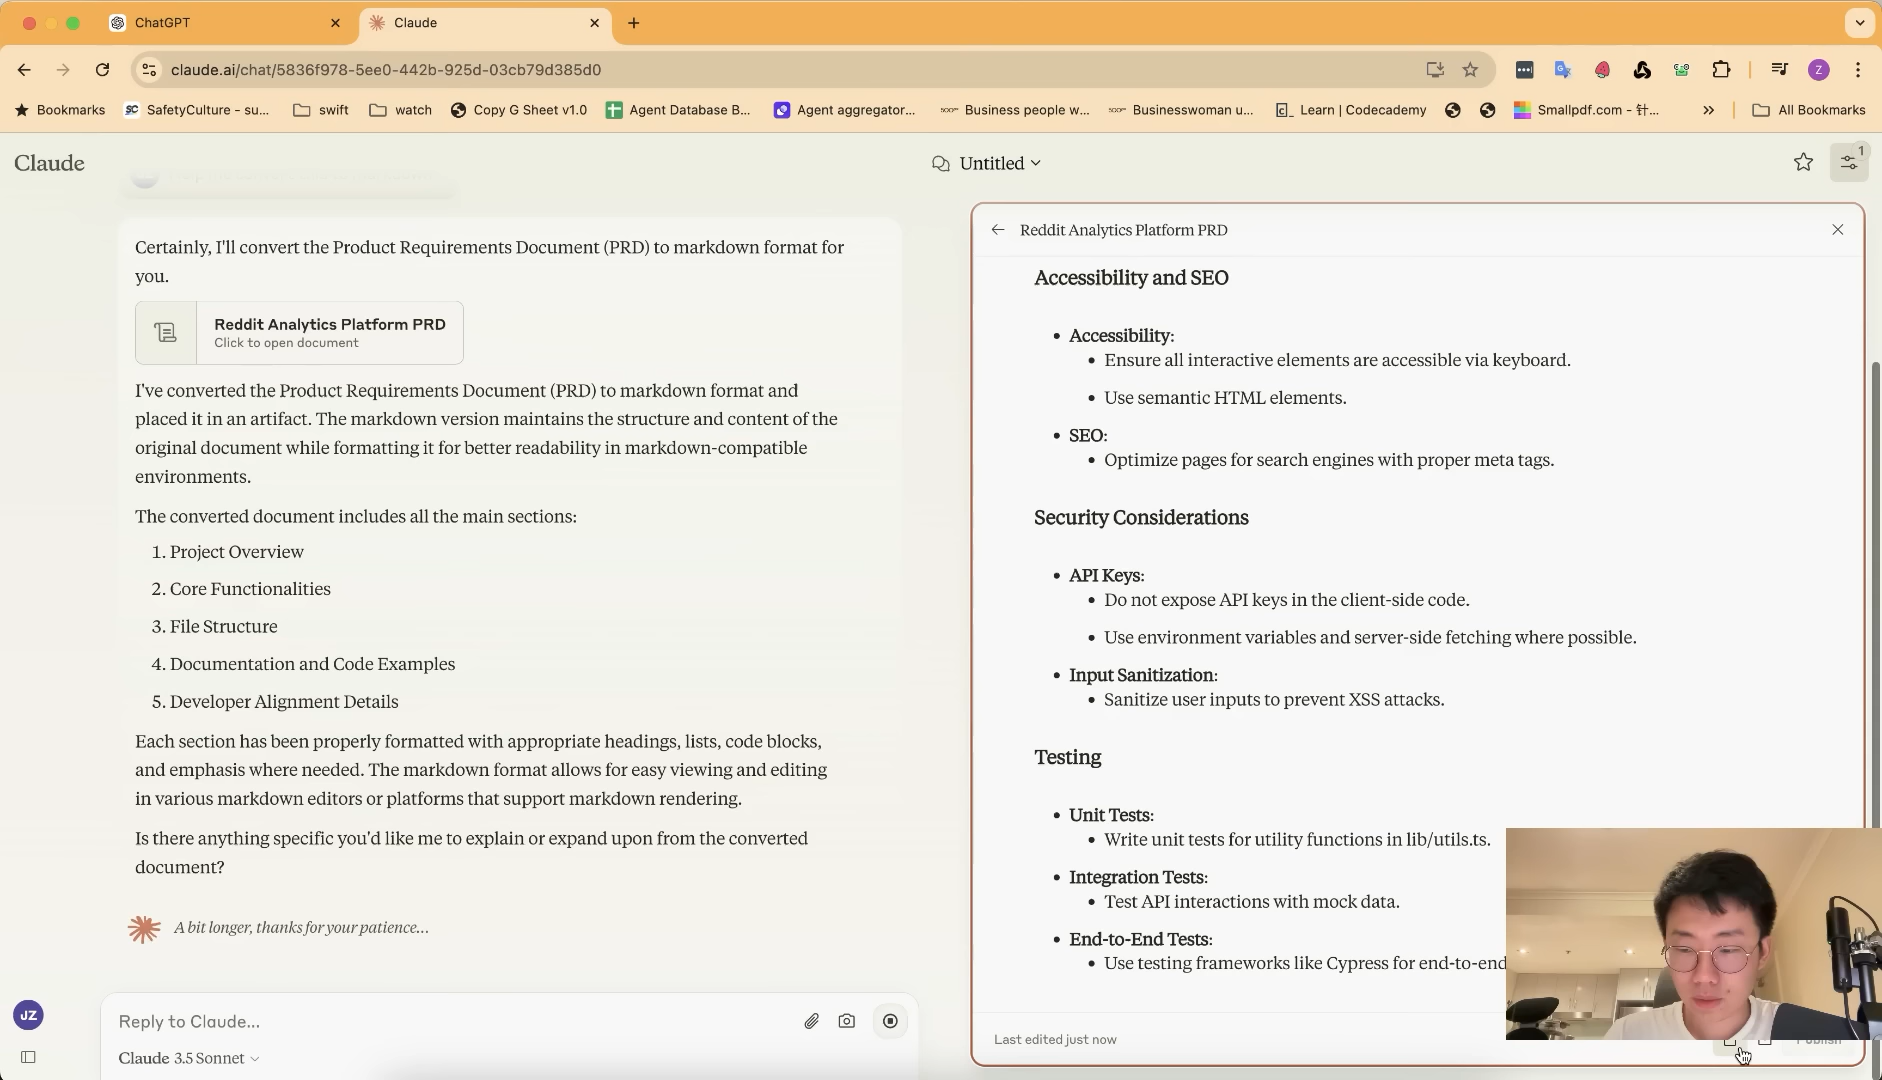 ChatGPT
Claude
claude.ai/chat/5836f978-5ee0-442b-925d-03cb79d385d0
Z
Bookmarks
SafetyCulture - su...
swift
watch
Copy G Sheet v1.0
Agent Database B...
Agent aggregator...
Business people w...
Businesswoman u...
Learn | Codecademy
Smallpdf.com - 针...
All Bookmarks
Claude
Untitled
1
Certainly, I'll convert the Product Requirements Document (PRD) to markdown format for
you.
Reddit Analytics Platform PRD
Click to open document
I've converted the Product Requirements Document (PRD) to markdown format and
placed it in an artifact. The markdown version maintains the structure and content of the
original document while formatting it for better readability in markdown-compatible
environments.
The converted document includes all the main sections:
1. Project Overview
2. Core Functionalities
3. File Structure
4. Documentation and Code Examples
5. Developer Alignment Details
Each section has been properly formatted with appropriate headings, lists, code blocks,
and emphasis where needed. The markdown format allows for easy viewing and editing
in various markdown editors or platforms that support markdown rendering.
Is there anything specific you'd like me to explain or expand upon from the converted
document?
A bit longer, thanks for your patience...
JZ
Reply to Claude...
Claude 3.5 Sonnet
Reddit Analytics Platform PRD
Accessibility and SEO
• Accessibility:
• Ensure all interactive elements are accessible via keyboard.
• Use semantic HTML elements.
• SEO:
• Optimize pages for search engines with proper meta tags.
Security Considerations
• API Keys:
• Do not expose API keys in the client-side code.
• Use environment variables and server-side fetching where possible.
• Input Sanitization:
• Sanitize user inputs to prevent XSS attacks.
Testing
• Unit Tests:
• Write unit tests for utility functions in lib/utils.ts.
• Integration Tests:
• Test API interactions with mock data.
• End-to-End Tests:
• Use testing frameworks like Cypress for end-to-end
Last edited just now
Publish